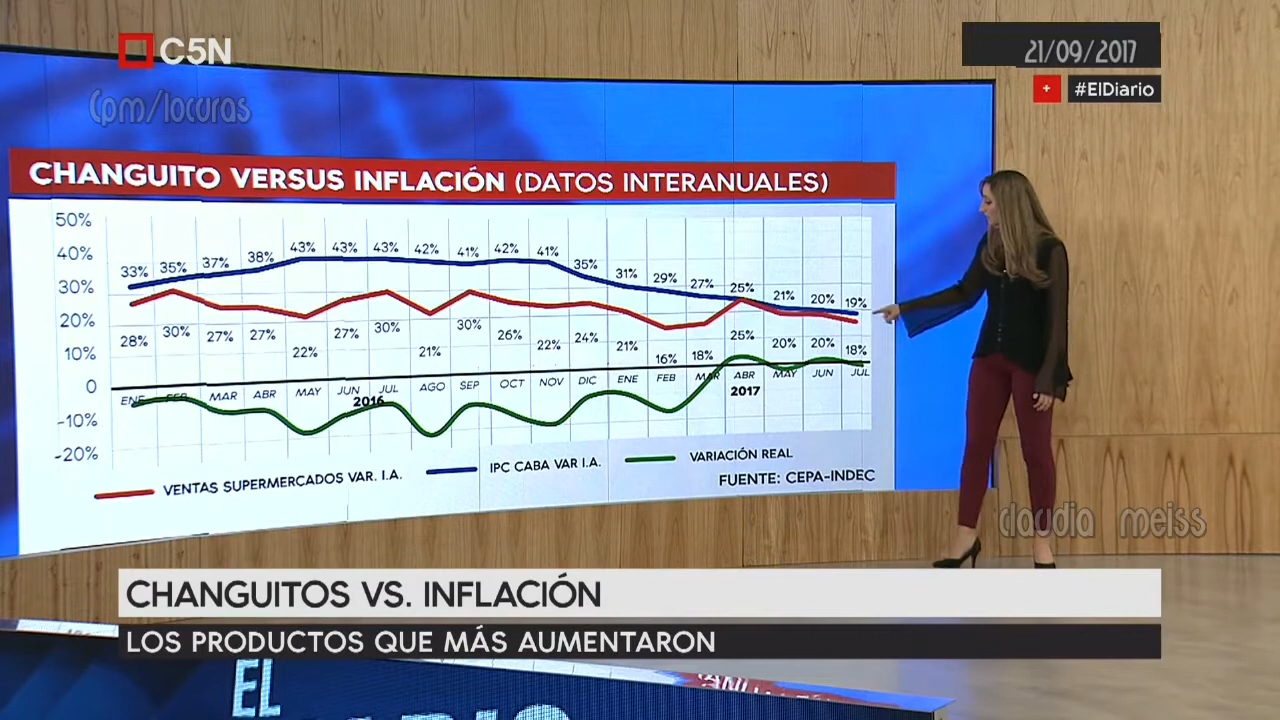 C5N
21/09/2017
Cpm/locuras
+ #ElDiario
CHANGUITO VERSUS INFLACIÓN (DATOS INTERANUALES)
50%
40%
30%
20%
10%
0
-10%
-20%
33% 35% 37% 38% 43% 43% 43% 42% 41% 42% 41% 35% 31% 29% 27% 25% 21% 20% 19%
28% 30% 27% 27% 22% 27% 30% 21% 30% 26% 22% 24% 21% 16% 18% 25% 20% 20% 18%
ENE FEB MAR ABR MAY JUN JUL AGO SEP OCT NOV DIC ENE FEB MAR ABR MAY JUN JUL
2016 2017
VENTAS SUPERMERCADOS VAR. I.A. IPC CABA VAR I.A. VARIACIÓN REAL
FUENTE: CEPA-INDEC
claudia meiss
CHANGUITOS VS. INFLACIÓN
LOS PRODUCTOS QUE MÁS AUMENTARON
EL